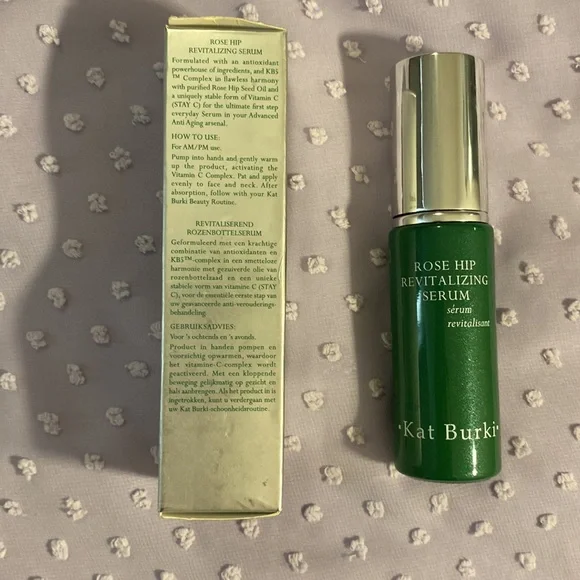 ROSE HIP
REVITALIZING SERUM
Formulated with an antioxidant
powerhouse of ingredients, and KB5
™ Complex in flawless harmony
with purified Rose Hip Seed Oil and
a uniquely stable form of Vitamin C
(STAY C) for the ultimate first step
everyday Serum in your Advanced
Anti Aging arsenal.
HOW TO USE:
For AM/PM use.
Pump into hands and gently warm
up the product, activating the
Vitamin C Complex. Pat and apply
evenly to face and neck. After
absorption, follow with your Kat
Burki Beauty Routine.
REVITALISEREND
ROZENBOTTELSERUM
Geformuleerd met een krachtige
combinatie van antioxidanten en
KB5™-complex in een smetteloze
harmonie met gezuiverde olie van
rozenbottelzaad en een unieke
stabiele vorm van vitamine C (STAY
C), voor de essentiële eerste stap van
uw geavanceerde anti-verouderings-
behandeling.
GEBRUIKSADVIES:
Voor 's ochtends en 's avonds.
Product in handen pompen en
voorzichtig opwarmen, waardoor
het vitamine-C-complex wordt
geactiveerd. Met een kloppende
beweging gelijkmatig op gezicht en
hals aanbrengen. Als het product in is
ingetrokken, kunt u verdergaan met
uw Kat Burki-schoonheidsroutine.
ROSE HIP
REVITALIZING
SERUM
sérum
revitalisant
·Kat Burki·